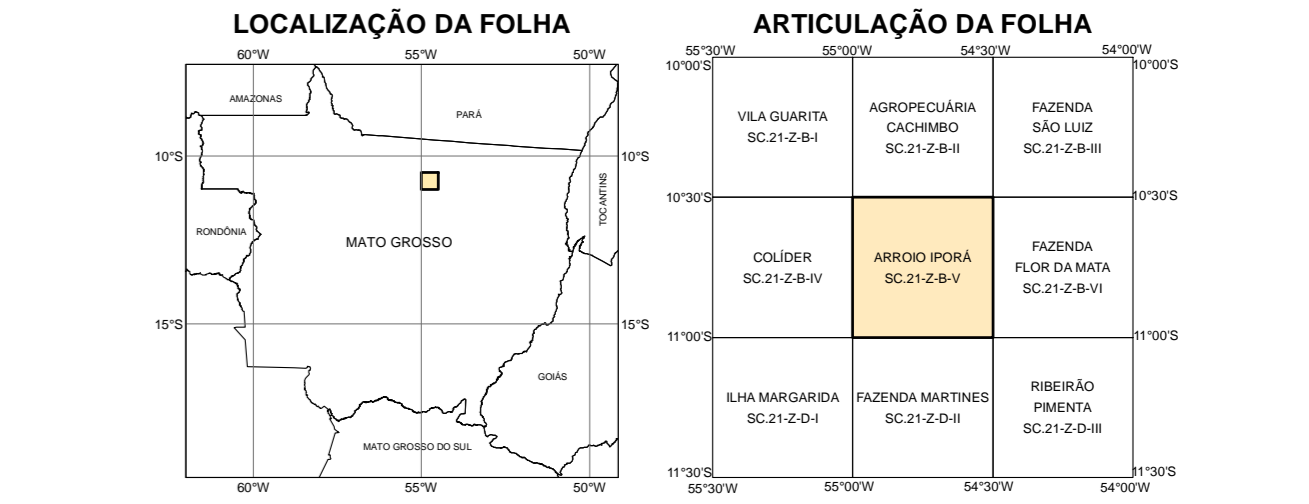 LOCALIZAÇÃO DA FOLHA
60°W 55°W 50°W
AMAZONAS
PARÁ
10°S 10°S
TOCANTINS
RONDÔNIA
MATO GROSSO
15°S 15°S
GOIÁS
MATO GROSSO DO SUL
60°W 55°W 50°W
ARTICULAÇÃO DA FOLHA
55°30'W 55°00'W 54°30'W 54°00'W
10°00'S 10°00'S
VILA GUARITA
SC.21-Z-B-I
AGROPECUÁRIA
CACHIMBO
SC.21-Z-B-II
FAZENDA
SÃO LUIZ
SC.21-Z-B-III
10°30'S 10°30'S
COLÍDER
SC.21-Z-B-IV
ARROIO IPORÁ
SC.21-Z-B-V
FAZENDA
FLOR DA MATA
SC.21-Z-B-VI
11°00'S 11°00'S
ILHA MARGARIDA
SC.21-Z-D-I
FAZENDA MARTINES
SC.21-Z-D-II
RIBEIRÃO
PIMENTA
SC.21-Z-D-III
11°30'S 11°30'S
55°30'W 55°00'W 54°30'W 54°00'W